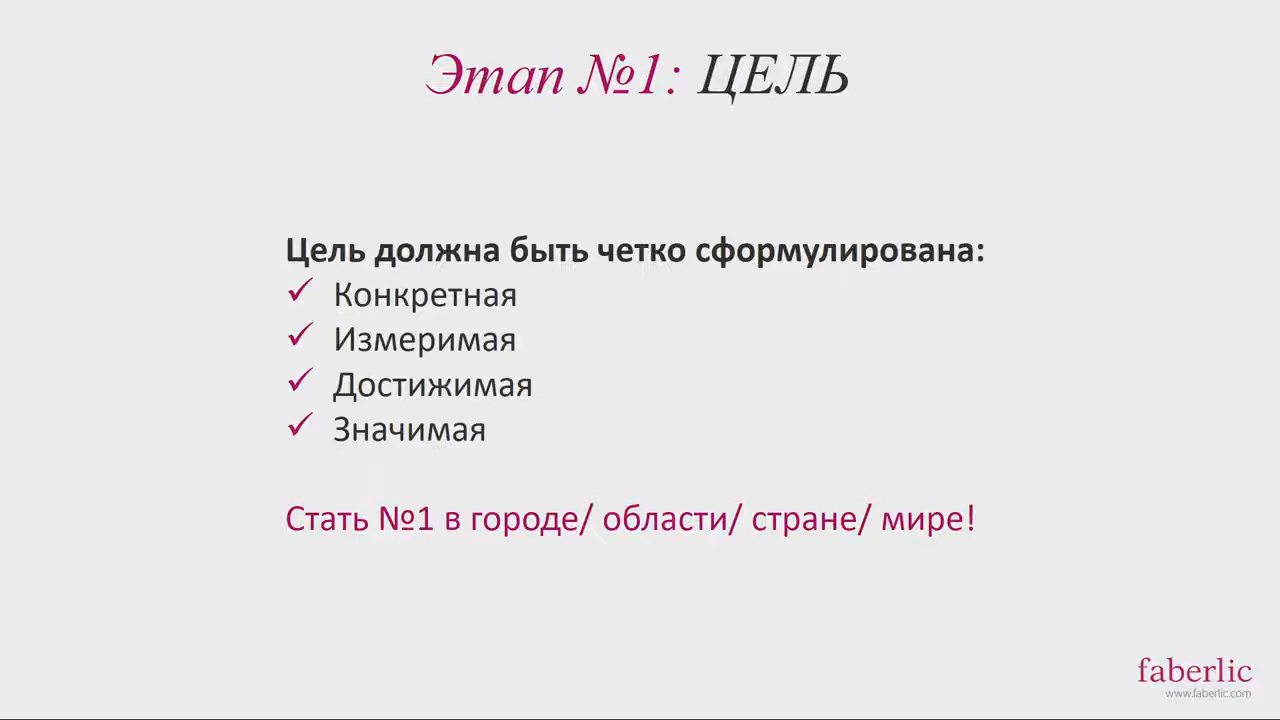 Этап №1: ЦЕЛЬ
Цель должна быть четко сформулирована:
✓ Конкретная
✓ Измеримая
✓ Достижимая
✓ Значимая
Стать №1 в городе/ области/ стране/ мире!
faberlic
www.faberlic.com